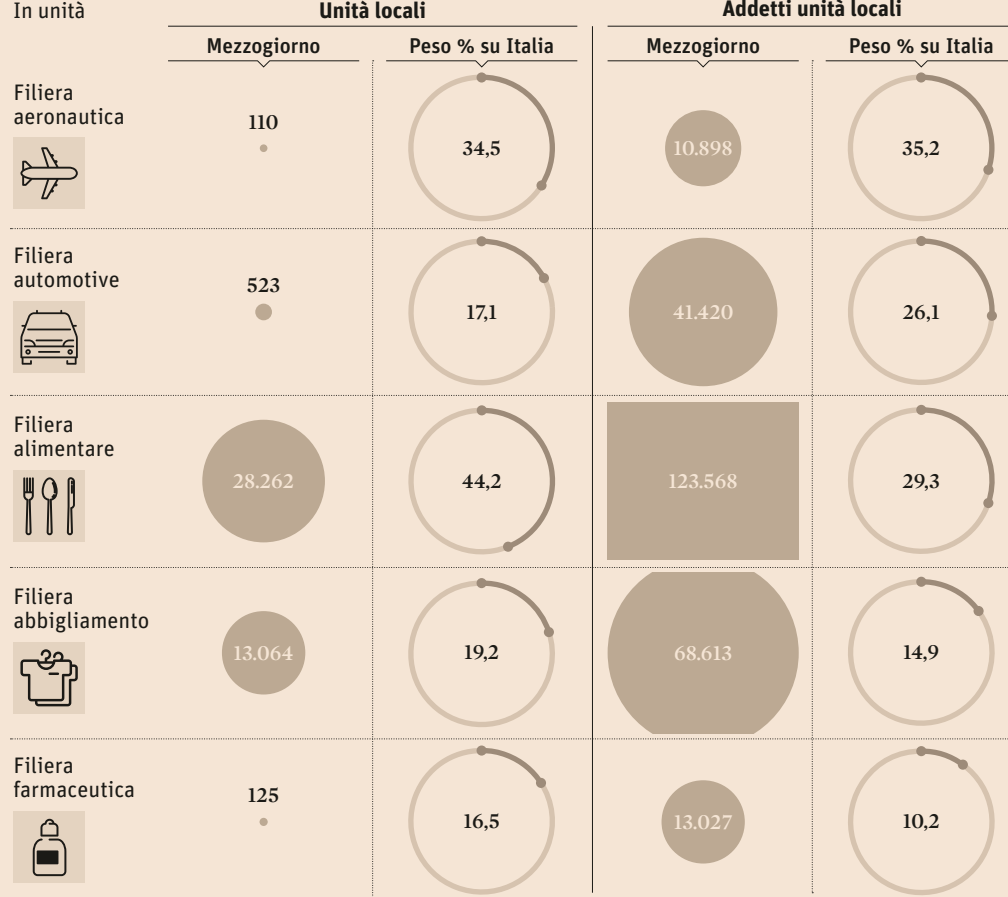 In unità
Unità locali
Addetti unità locali
Mezzogiorno
Peso % su Italia
Mezzogiorno
Peso % su Italia
Filiera
aeronautica
110
34,5
10.898
35,2
Filiera
automotive
523
17,1
41.420
26,1
Filiera
alimentare
28.262
44,2
123.568
29,3
Filiera
abbigliamento
13.064
19,2
68.613
14,9
Filiera
farmaceutica
125
16,5
13.027
10,2